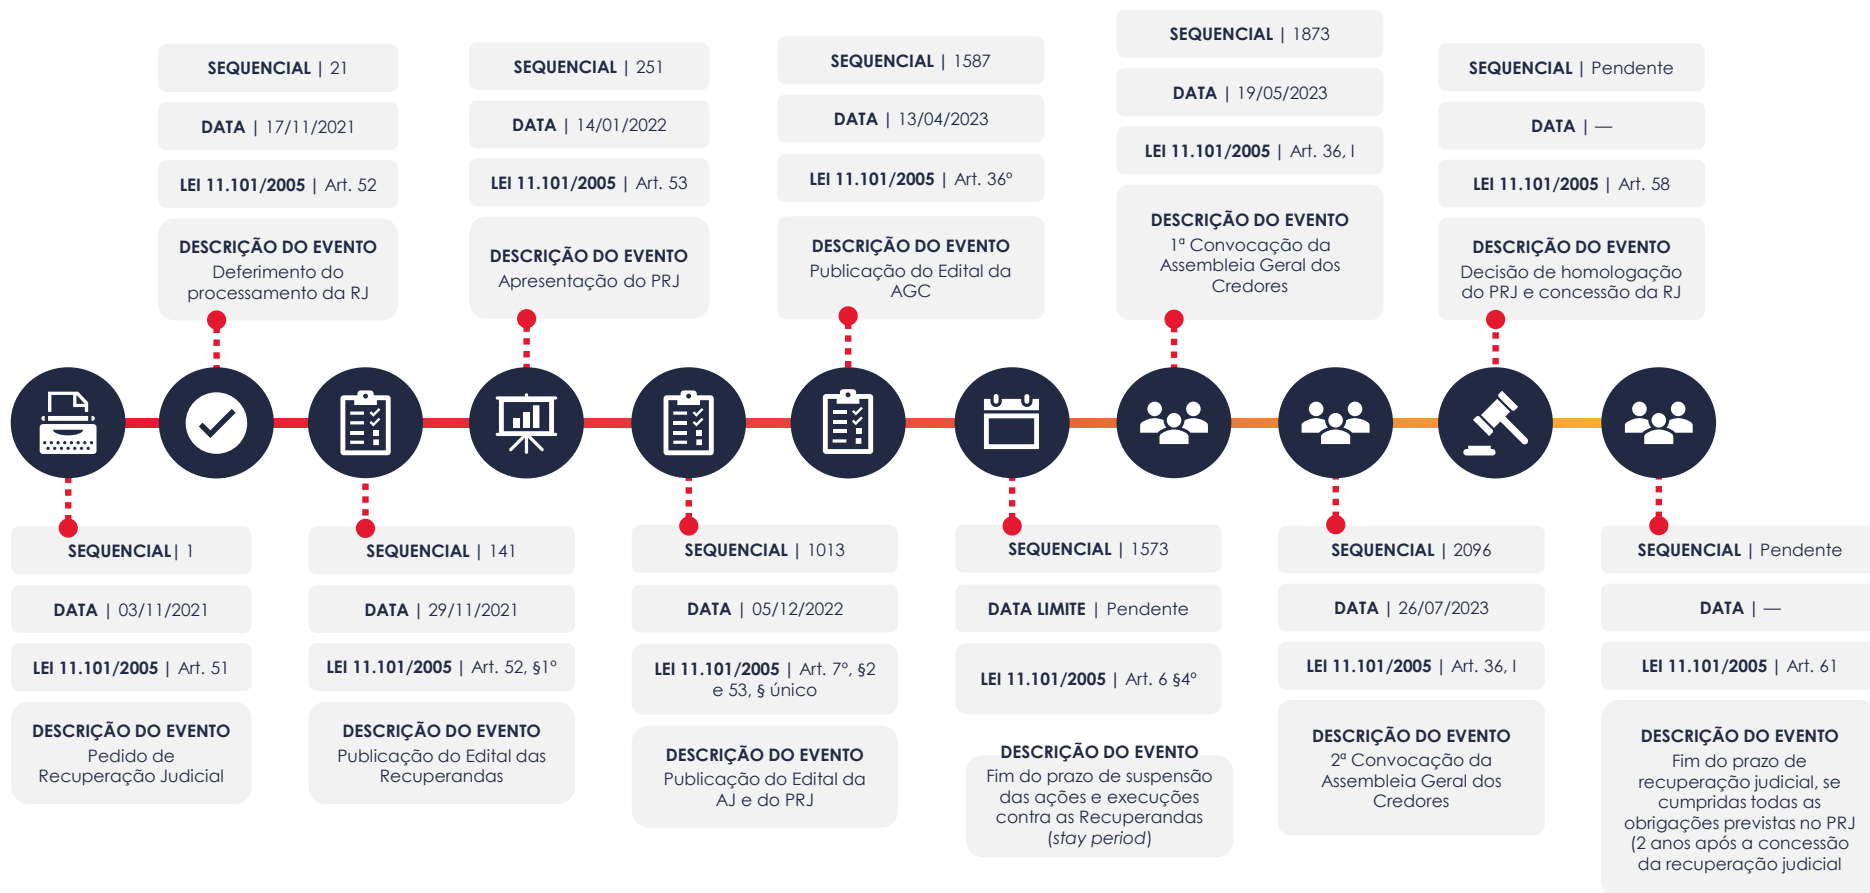 SEQUENCIAL | 21
DATA | 17/11/2021
LEI 11.101/2005 | Art. 52
DESCRIÇÃO DO EVENTO
Deferimento do
processamento da RJ
SEQUENCIAL | 251
DATA | 14/01/2022
LEI 11.101/2005 | Art. 53
DESCRIÇÃO DO EVENTO
Apresentação do PRJ
SEQUENCIAL | 1587
DATA | 13/04/2023
LEI 11.101/2005 | Art. 36º
DESCRIÇÃO DO EVENTO
Publicação do Edital da
AGC
SEQUENCIAL | 1873
DATA | 19/05/2023
LEI 11.101/2005 | Art. 36, I
DESCRIÇÃO DO EVENTO
1ª Convocação da
Assembleia Geral dos
Credores
SEQUENCIAL | Pendente
DATA | —
LEI 11.101/2005 | Art. 58
DESCRIÇÃO DO EVENTO
Decisão de homologação
do PRJ e concessão da RJ
SEQUENCIAL| 1
DATA | 03/11/2021
LEI 11.101/2005 | Art. 51
DESCRIÇÃO DO EVENTO
Pedido de
Recuperação Judicial
SEQUENCIAL | 141
DATA | 29/11/2021
LEI 11.101/2005 | Art. 52, §1º
DESCRIÇÃO DO EVENTO
Publicação do Edital das
Recuperandas
SEQUENCIAL | 1013
DATA | 05/12/2022
LEI 11.101/2005 | Art. 7º, §2
e 53, § único
DESCRIÇÃO DO EVENTO
Publicação do Edital da
AJ e do PRJ
SEQUENCIAL | 1573
DATA LIMITE | Pendente
LEI 11.101/2005 | Art. 6 §4º
DESCRIÇÃO DO EVENTO
Fim do prazo de suspensão
das ações e execuções
contra as Recuperandas
(stay period)
SEQUENCIAL | 2096
DATA | 26/07/2023
LEI 11.101/2005 | Art. 36, I
DESCRIÇÃO DO EVENTO
2ª Convocação da
Assembleia Geral dos
Credores
SEQUENCIAL | Pendente
DATA | —
LEI 11.101/2005 | Art. 61
DESCRIÇÃO DO EVENTO
Fim do prazo de
recuperação judicial, se
cumpridas todas as
obrigações previstas no PRJ
(2 anos após a concessão
da recuperação judicial